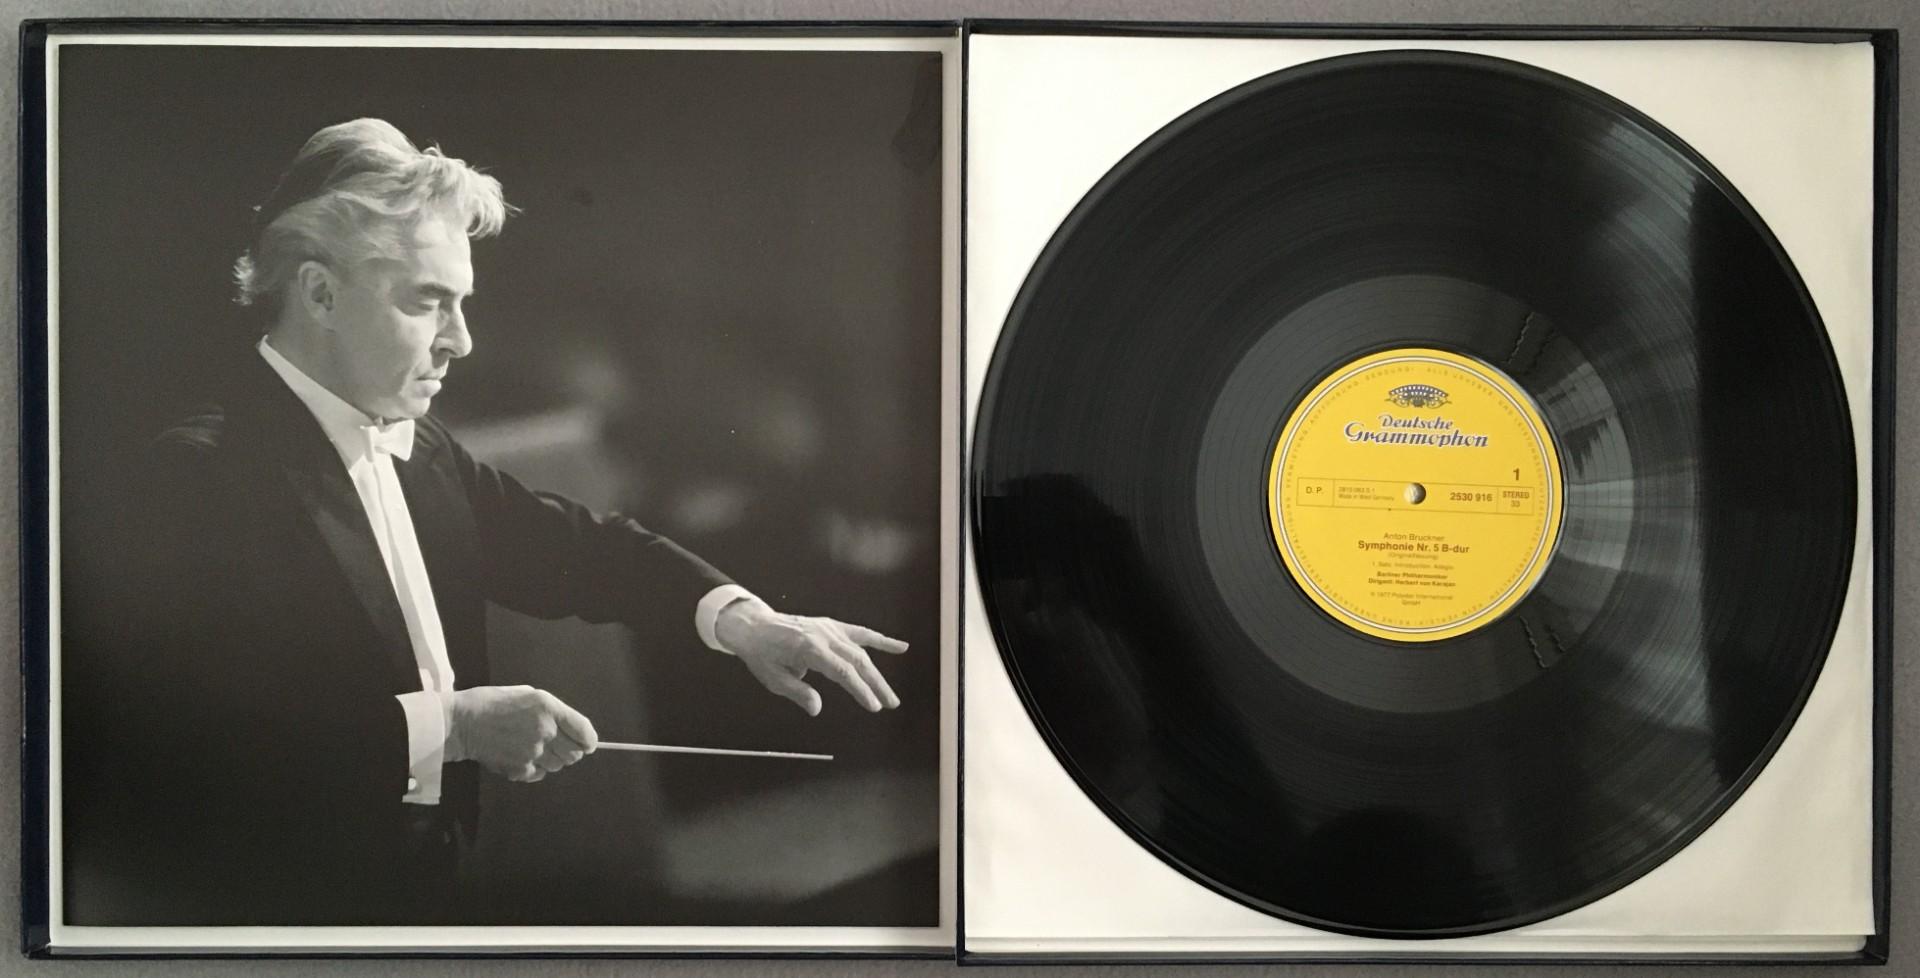 Deutsche
Grammophon
1
D. P.
Made in West Germany
2530 916
STEREO
33
Anton Bruckner
Symphonie Nr. 5 B-dur
(Originalfassung)
1. Satz: Introduction. Adagio
Berliner Philharmoniker
Dirigent: Herbert von Karajan
℗ 1977 Polydor International
GmbH